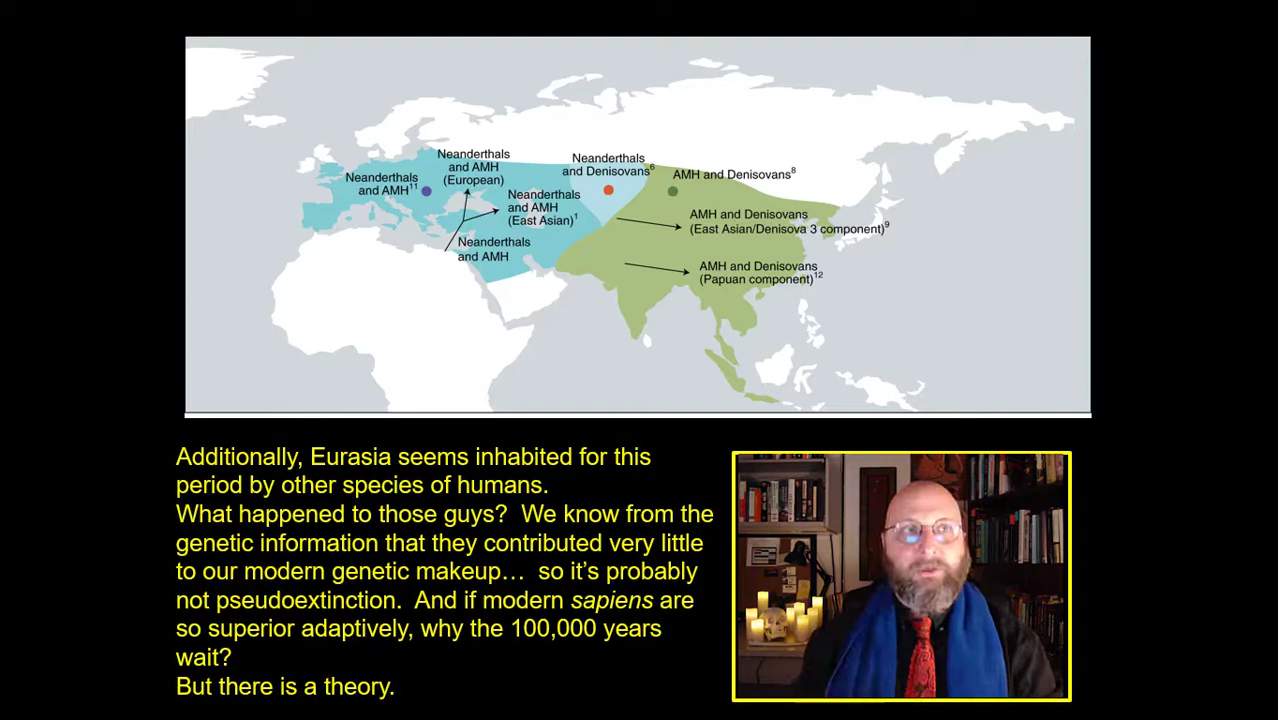 Neanderthals
and AMH
(European)
Neanderthals
and Denisovans6
Neanderthals
and AMH11
AMH and Denisovans8
Neanderthals
and AMH
(East Asian)1
AMH and Denisovans
(East Asian/Denisova 3 component)9
Neanderthals
and AMH
AMH and Denisovans
(Papuan component)12
Additionally, Eurasia seems inhabited for this
period by other species of humans.
What happened to those guys? We know from the
genetic information that they contributed very little
to our modern genetic makeup… so it's probably
not pseudoextinction. And if modern sapiens are
so superior adaptively, why the 100,000 years
wait?
But there is a theory.